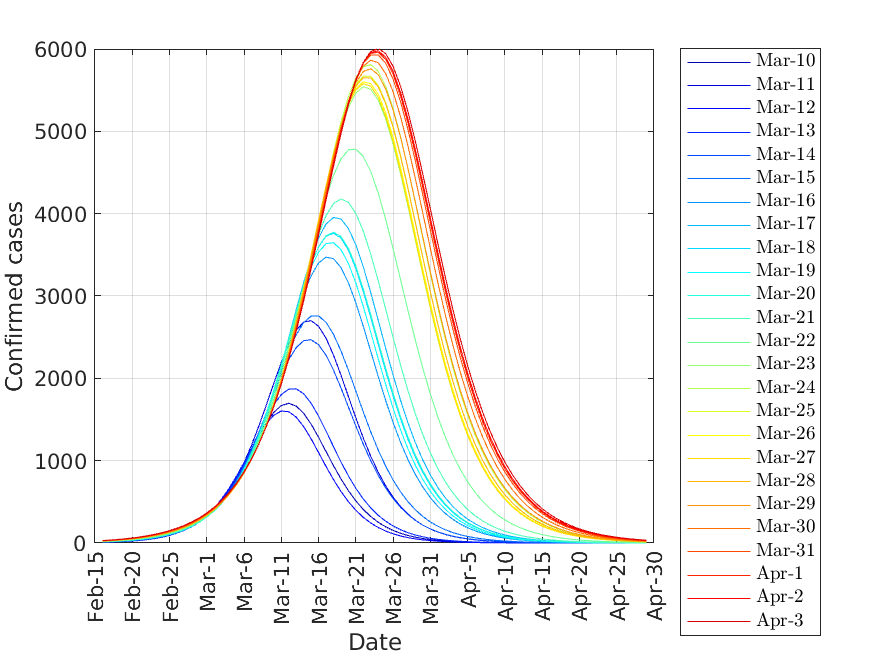 6000
5000
4000
3000
2000
1000
0
Confirmed cases
Feb-15
Feb-20
Feb-25
Mar-1
Mar-6
Mar-11
Mar-16
Mar-21
Mar-26
Mar-31
Apr-5
Apr-10
Apr-15
Apr-20
Apr-25
Apr-30
Date
Mar-10
Mar-11
Mar-12
Mar-13
Mar-14
Mar-15
Mar-16
Mar-17
Mar-18
Mar-19
Mar-20
Mar-21
Mar-22
Mar-23
Mar-24
Mar-25
Mar-26
Mar-27
Mar-28
Mar-29
Mar-30
Mar-31
Apr-1
Apr-2
Apr-3